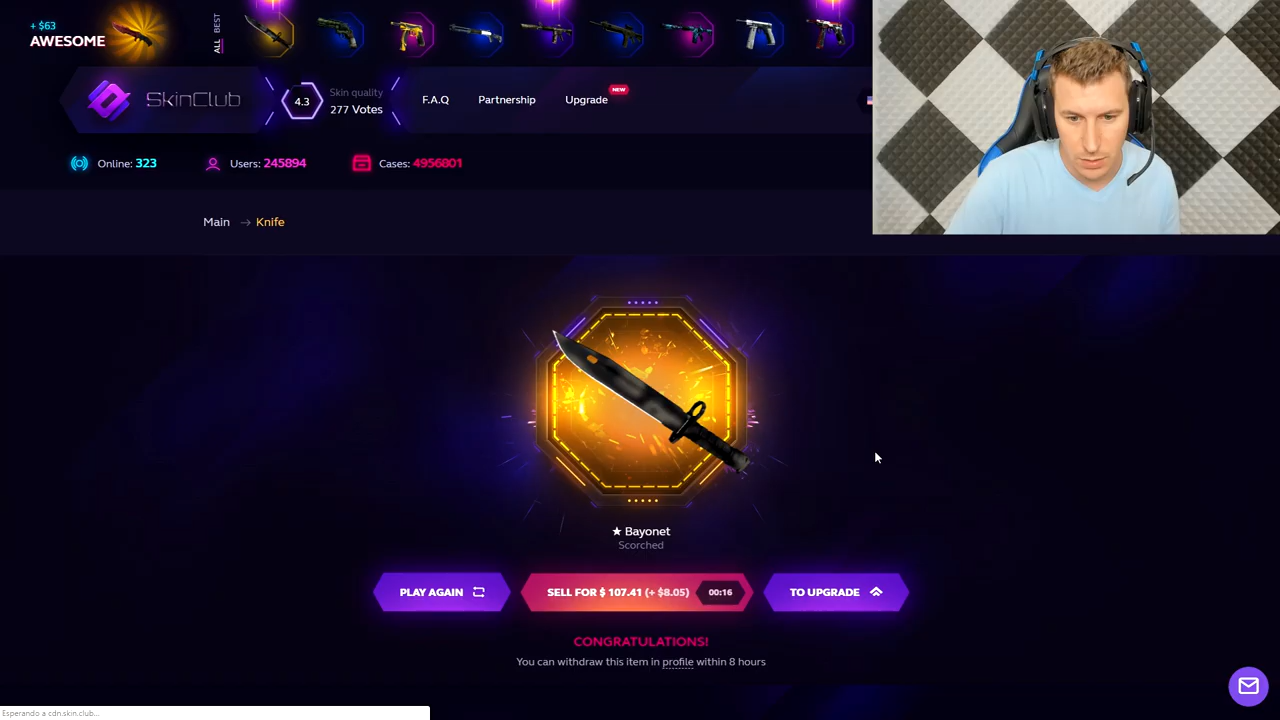 + $63
AWESOME
BEST
ALL
SkinClub
4.3
Skin quality
277 Votes
F.A.Q
Partnership
Upgrade
NEW
Online: 323
Users: 245894
Cases: 4956801
Main → Knife
★ Bayonet
Scorched
PLAY AGAIN
SELL FOR $ 107.41 (+ $8.05) 00:16
TO UPGRADE
CONGRATULATIONS!
You can withdraw this item in profile within 8 hours
Esperando a cdn.skin.club...